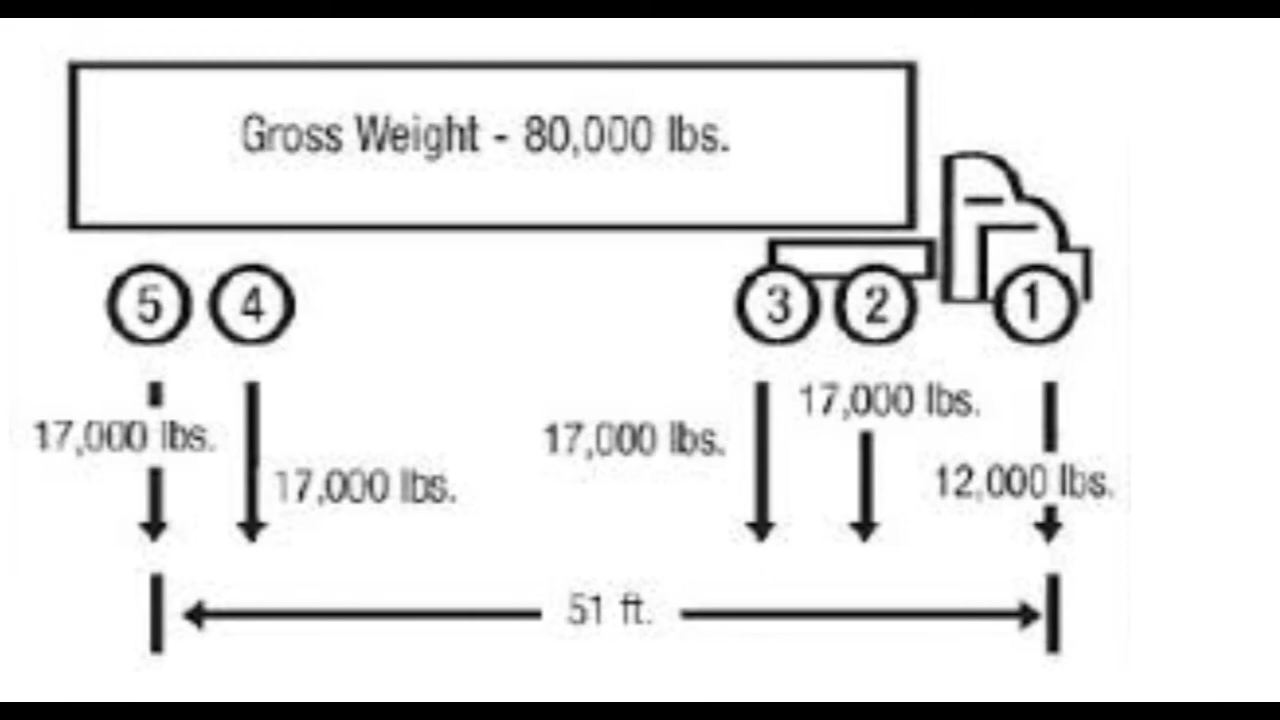 Gross Weight - 80,000 lbs.
5 4 3 2 1
17,000 lbs.
17,000 lbs.
17,000 lbs.
17,000 lbs.
12,000 lbs.
51 ft.